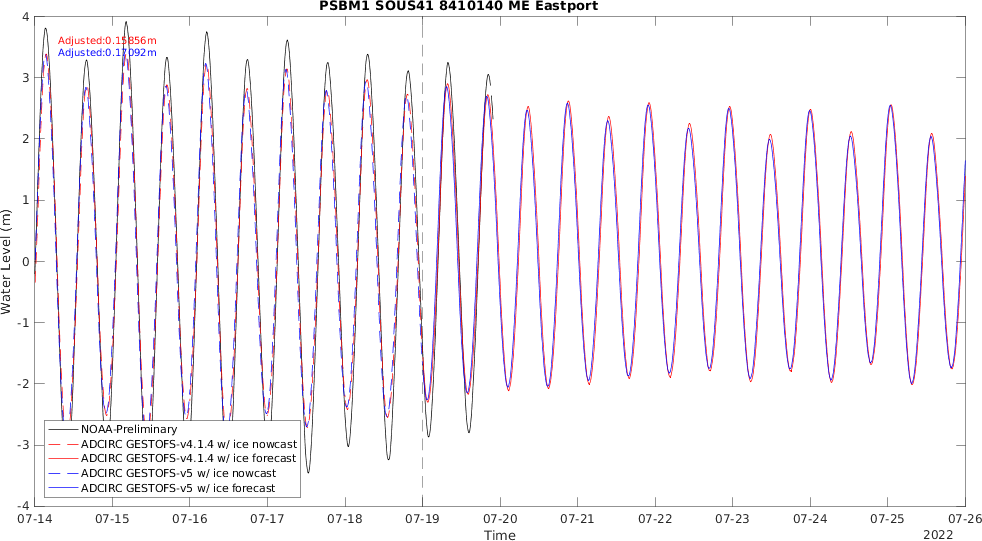 PSBM1 SOUS41 8410140 ME Eastport
Adjusted:0.15856m
Adjusted:0.17092m
Water Level (m)
4
3
2
1
0
-1
-2
-3
-4
NOAA-Preliminary
ADCIRC GESTOFS-v4.1.4 w/ ice nowcast
ADCIRC GESTOFS-v4.1.4 w/ ice forecast
ADCIRC GESTOFS-v5 w/ ice nowcast
ADCIRC GESTOFS-v5 w/ ice forecast
07-14 07-15 07-16 07-17 07-18 07-19 07-20 07-21 07-22 07-23 07-24 07-25 07-26
Time
2022